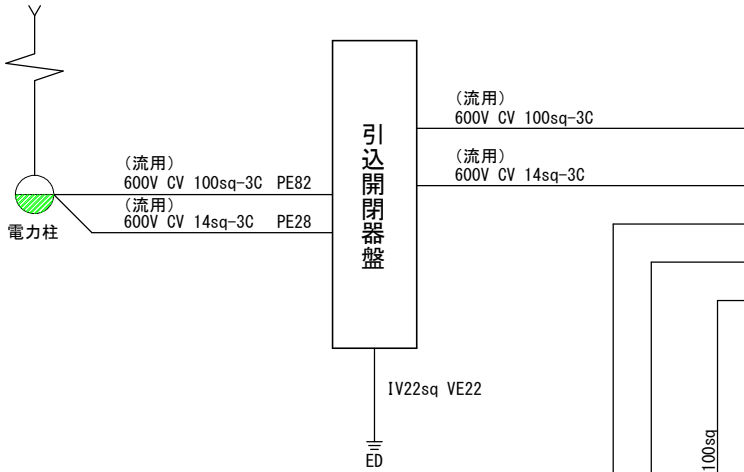 (流用)
600V CV 100sq-3C PE82
(流用)
600V CV 14sq-3C PE28
電力柱
引込開閉器盤
(流用)
600V CV 100sq-3C
(流用)
600V CV 14sq-3C
IV22sq VE22
ED
100sq